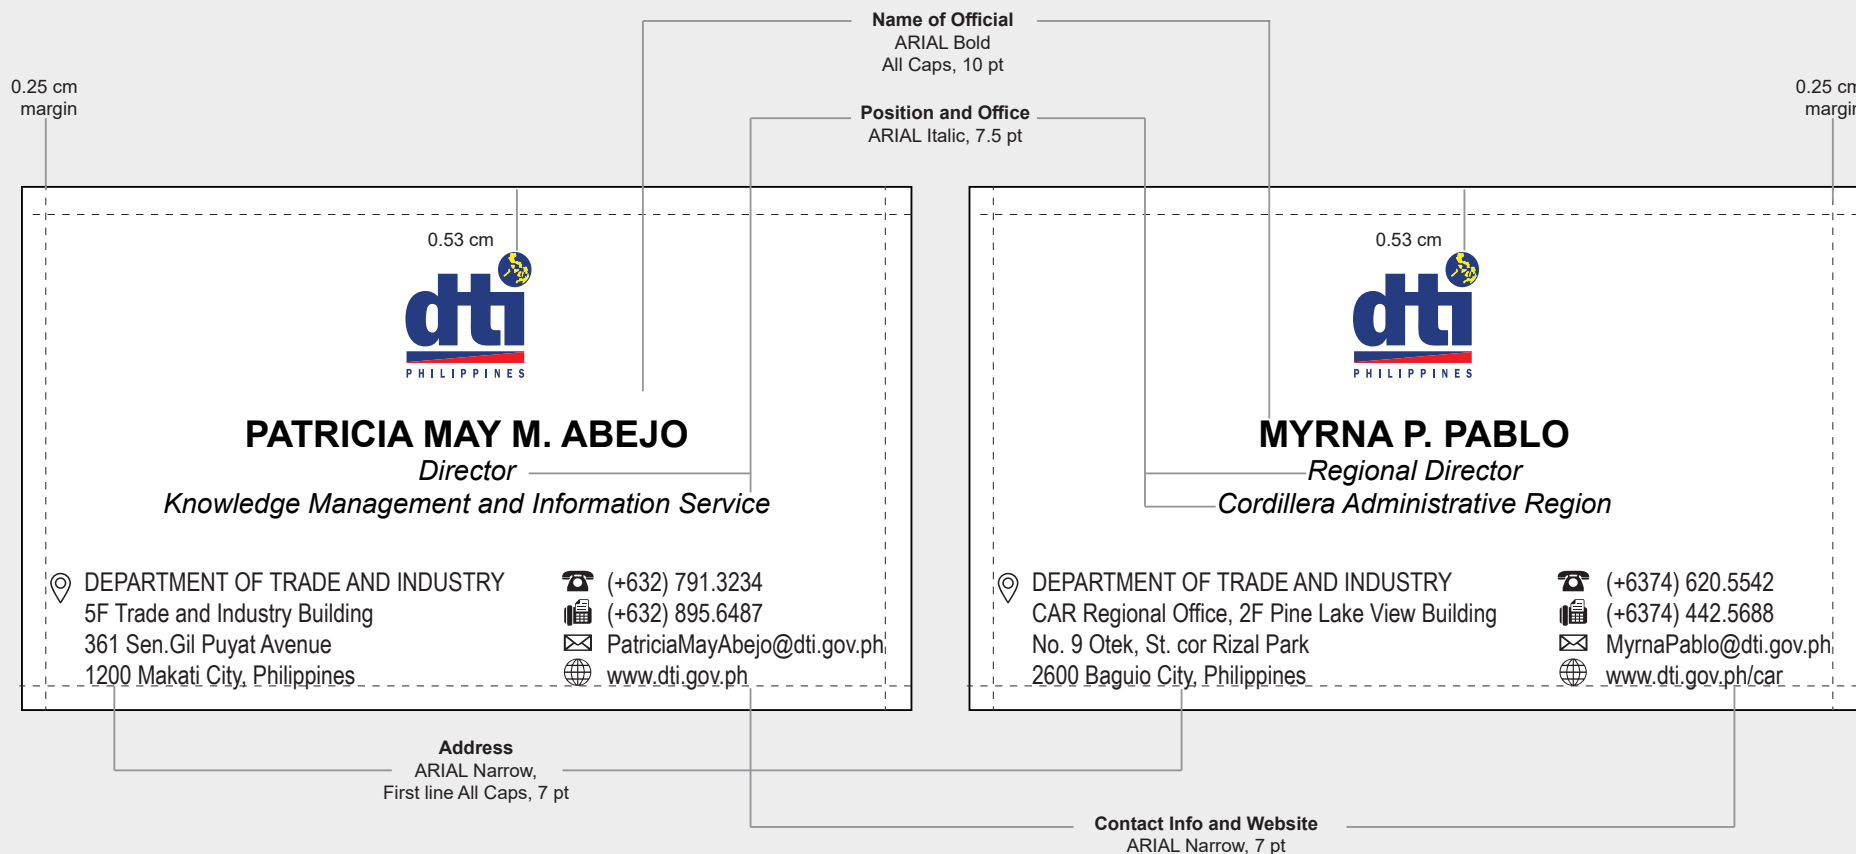 Name of Official
ARIAL Bold
All Caps, 10 pt
0.25 cm
margin
0.25 cm
margin
Position and Office
ARIAL Italic, 7.5 pt
0.53 cm
dti
PHILIPPINES
PATRICIA MAY M. ABEJO
Director
Knowledge Management and Information Service
DEPARTMENT OF TRADE AND INDUSTRY
5F Trade and Industry Building
361 Sen.Gil Puyat Avenue
1200 Makati City, Philippines
(+632) 791.3234
(+632) 895.6487
PatriciaMayAbejo@dti.gov.ph
www.dti.gov.ph
0.53 cm
dti
PHILIPPINES
MYRNA P. PABLO
Regional Director
Cordillera Administrative Region
DEPARTMENT OF TRADE AND INDUSTRY
CAR Regional Office, 2F Pine Lake View Building
No. 9 Otek, St. cor Rizal Park
2600 Baguio City, Philippines
(+6374) 620.5542
(+6374) 442.5688
MyrnaPablo@dti.gov.ph
www.dti.gov.ph/car
Address
ARIAL Narrow,
First line All Caps, 7 pt
Contact Info and Website
ARIAL Narrow, 7 pt